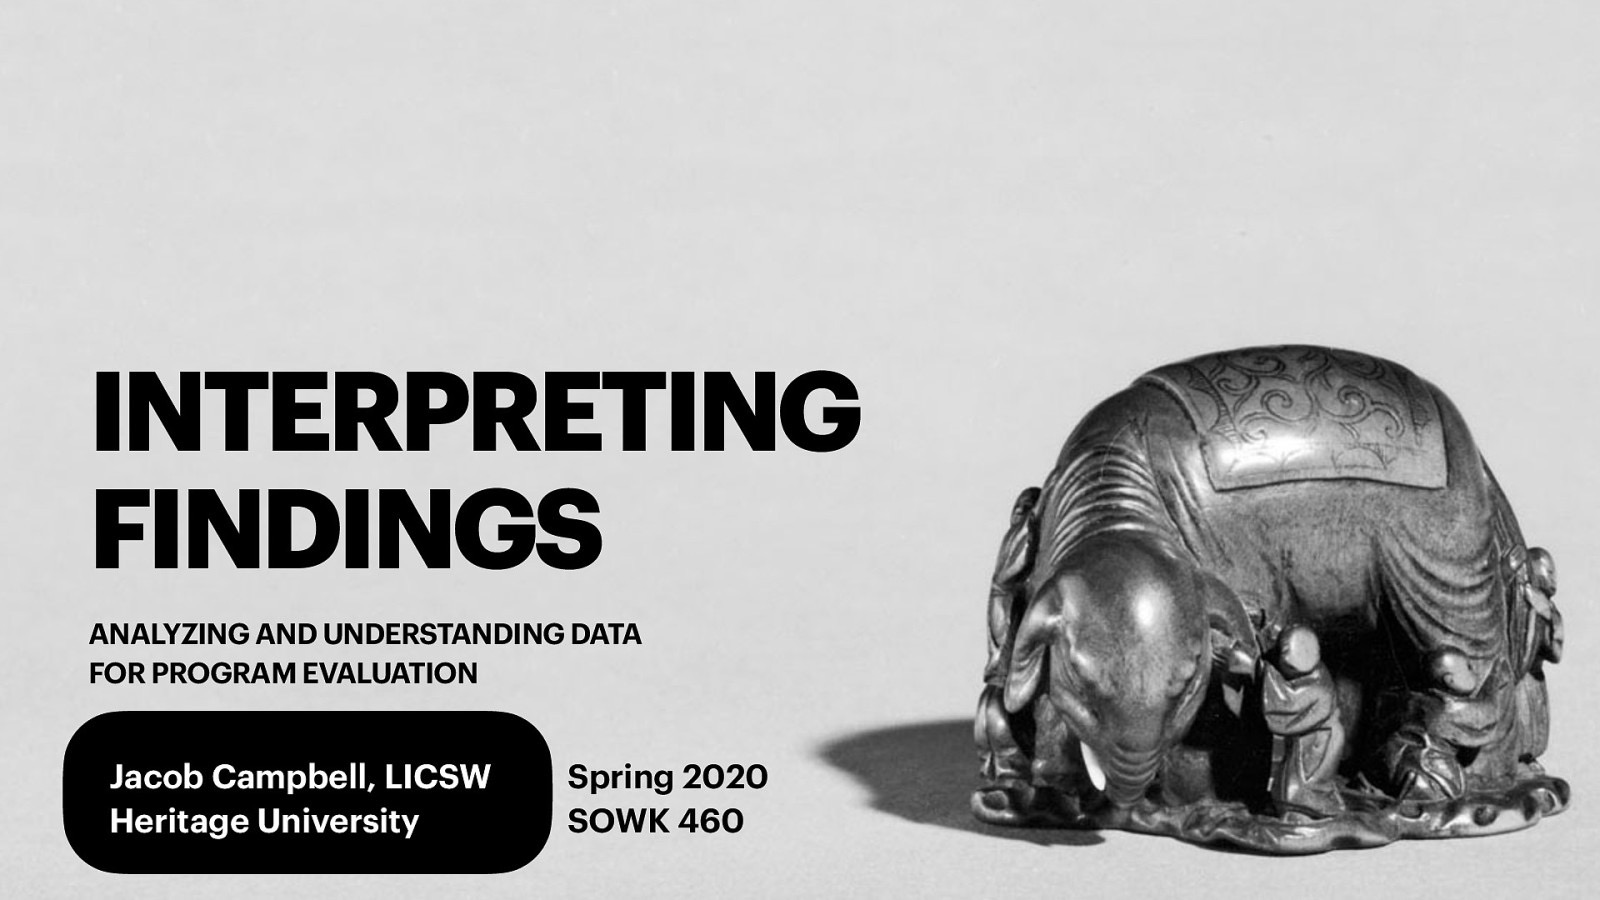 INTERPRETING
FINDINGS
ANALYZING AND UNDERSTANDING DATA
FOR PROGRAM EVALUATION
Jacob Campbell, LICSW
Heritage University
Spring 2020
SOWK 460